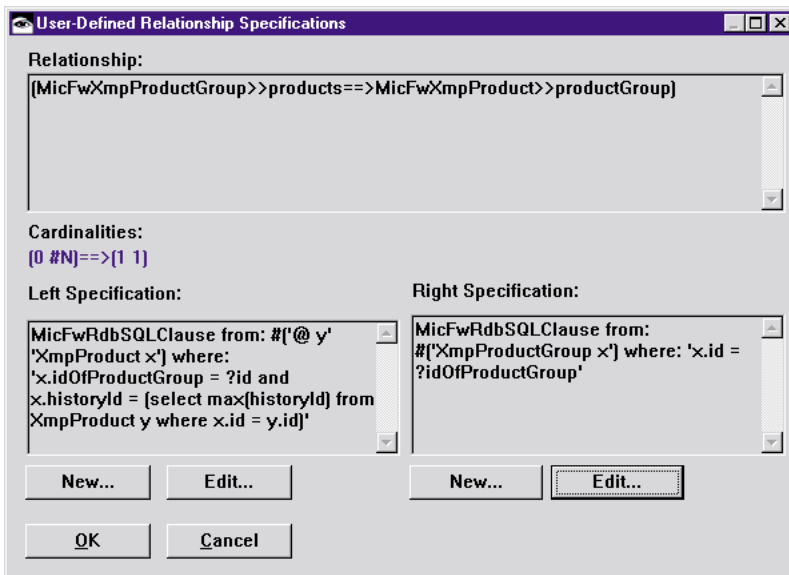 User-Defined Relationship Specifications
Relationship:
(MicFwXmpProductGroup>>products==>MicFwXmpProduct>>productGroup)
Cardinalities:
(0 #N)==>(1 1)
Left Specification:
MicFwRdbSQLClause from: #('@ y'
'XmpProduct x') where:
'x.idOfProductGroup = ?id and
x.historyId = (select max(historyId) from
XmpProduct y where x.id = y.id)'
New... Edit...
Right Specification:
MicFwRdbSQLClause from:
#('XmpProductGroup x') where: 'x.id =
?idOfProductGroup'
New... Edit...
OK Cancel